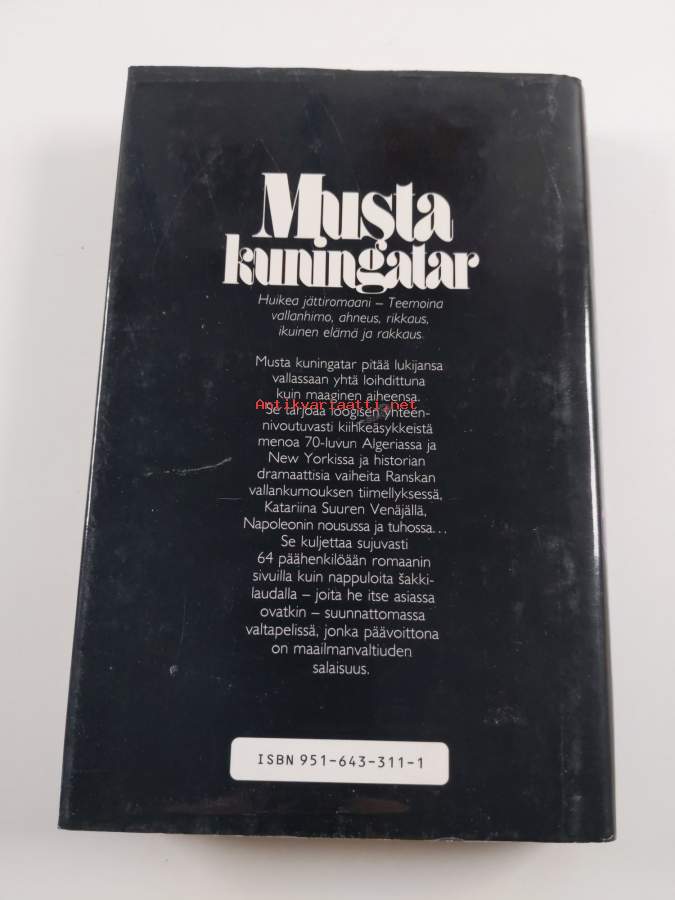 Musta
kuningatar
Huikea jättiromaani – Teemoina
vallanhimo, ahneus, rikkaus,
ikuinen elämä ja rakkaus.
Musta kuningatar pitää lukijansa
vallassaan yhtä loihdittuna
kuin maaginen aiheensa.
Antikvariaatti.net
Se tarjoaa loogisen yhteen-
nivoutuvasti kiihkeäsykkeistä
menoa 70-luvun Algeriassa ja
New Yorkissa ja historian
dramaattisia vaiheita Ranskan
vallankumouksen tiimellyksessä,
Katariina Suuren Venäjällä,
Napoleonin nousussa ja tuhossa...
Se kuljettaa sujuvasti
64 päähenkilöään romaanin
sivuilla kuin nappuloita šakki-
laudalla – joita he itse asiassa
ovatkin – suunnattomassa
valtapelissä, jonka päävoittona
on maailmanvaltiuden
salaisuus.
ISBN 951-643-311-1